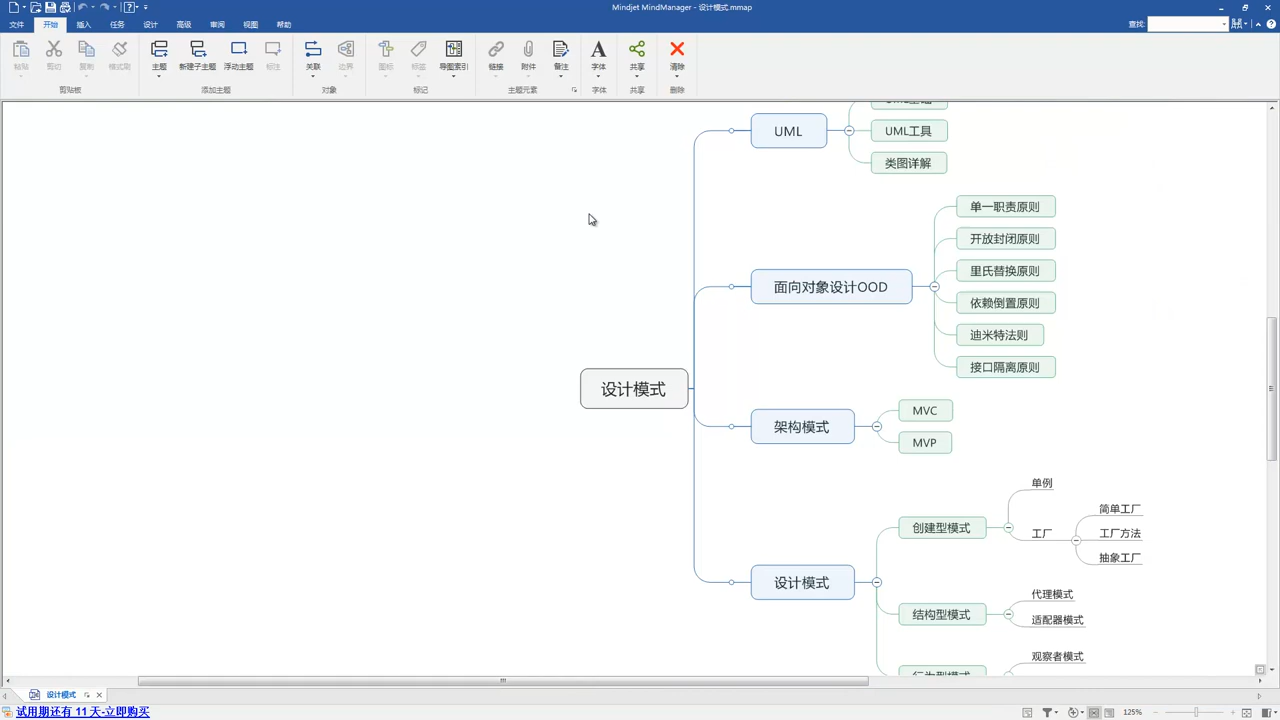 Mindjet MindManager - 设计模式.mmap
文件 开始 插入 任务 设计 高级 审阅 视图 帮助
查找:
粘贴 剪切 复制 格式刷 主题 新建子主题 浮动主题 标注 关联 边界 图标 标签 导图索引 链接 附件 备注 字体 共享 清除
剪贴板 添加主题 对象 标记 主题元素 字体 共享 删除
UML
UML基础
UML工具
类图详解
面向对象设计OOD
单一职责原则
开放封闭原则
里氏替换原则
依赖倒置原则
迪米特法则
接口隔离原则
设计模式
架构模式
MVC
MVP
设计模式
创建型模式
单例
工厂
简单工厂
工厂方法
抽象工厂
结构型模式
代理模式
适配器模式
行为型模式
观察者模式
设计模式
试用期还有 11 天-立即购买
125%